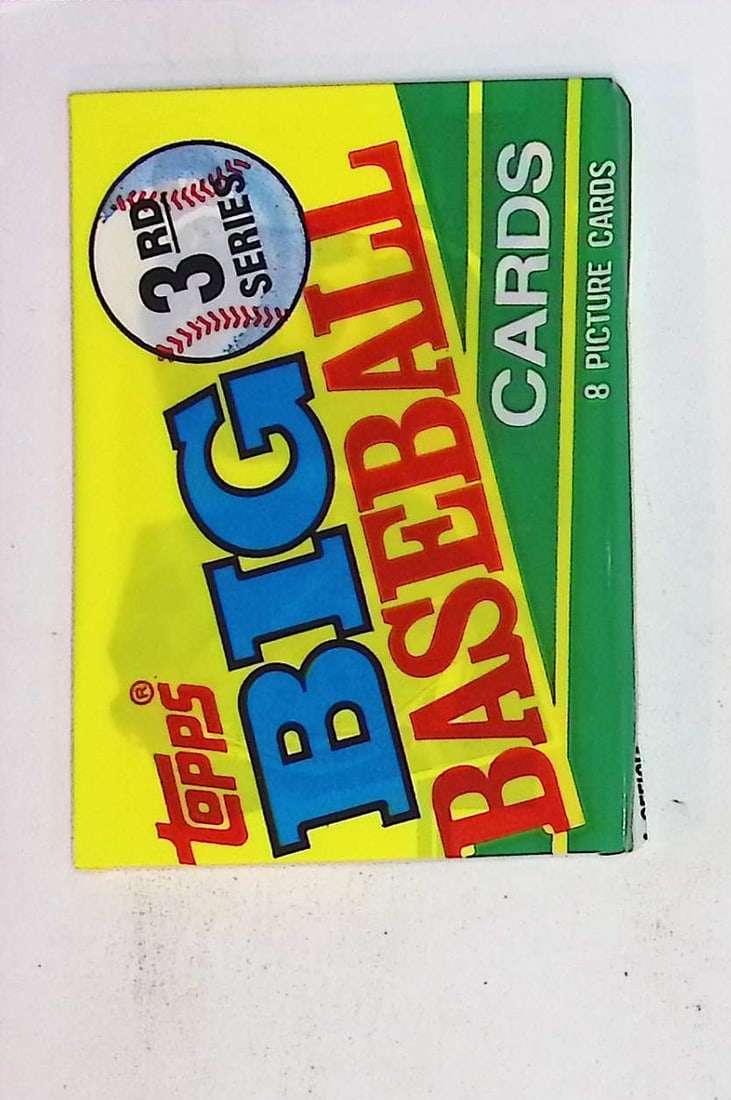 topps®
BIG
3RD
SERIES
BASEBALL
CARDS
8 PICTURE CARDS